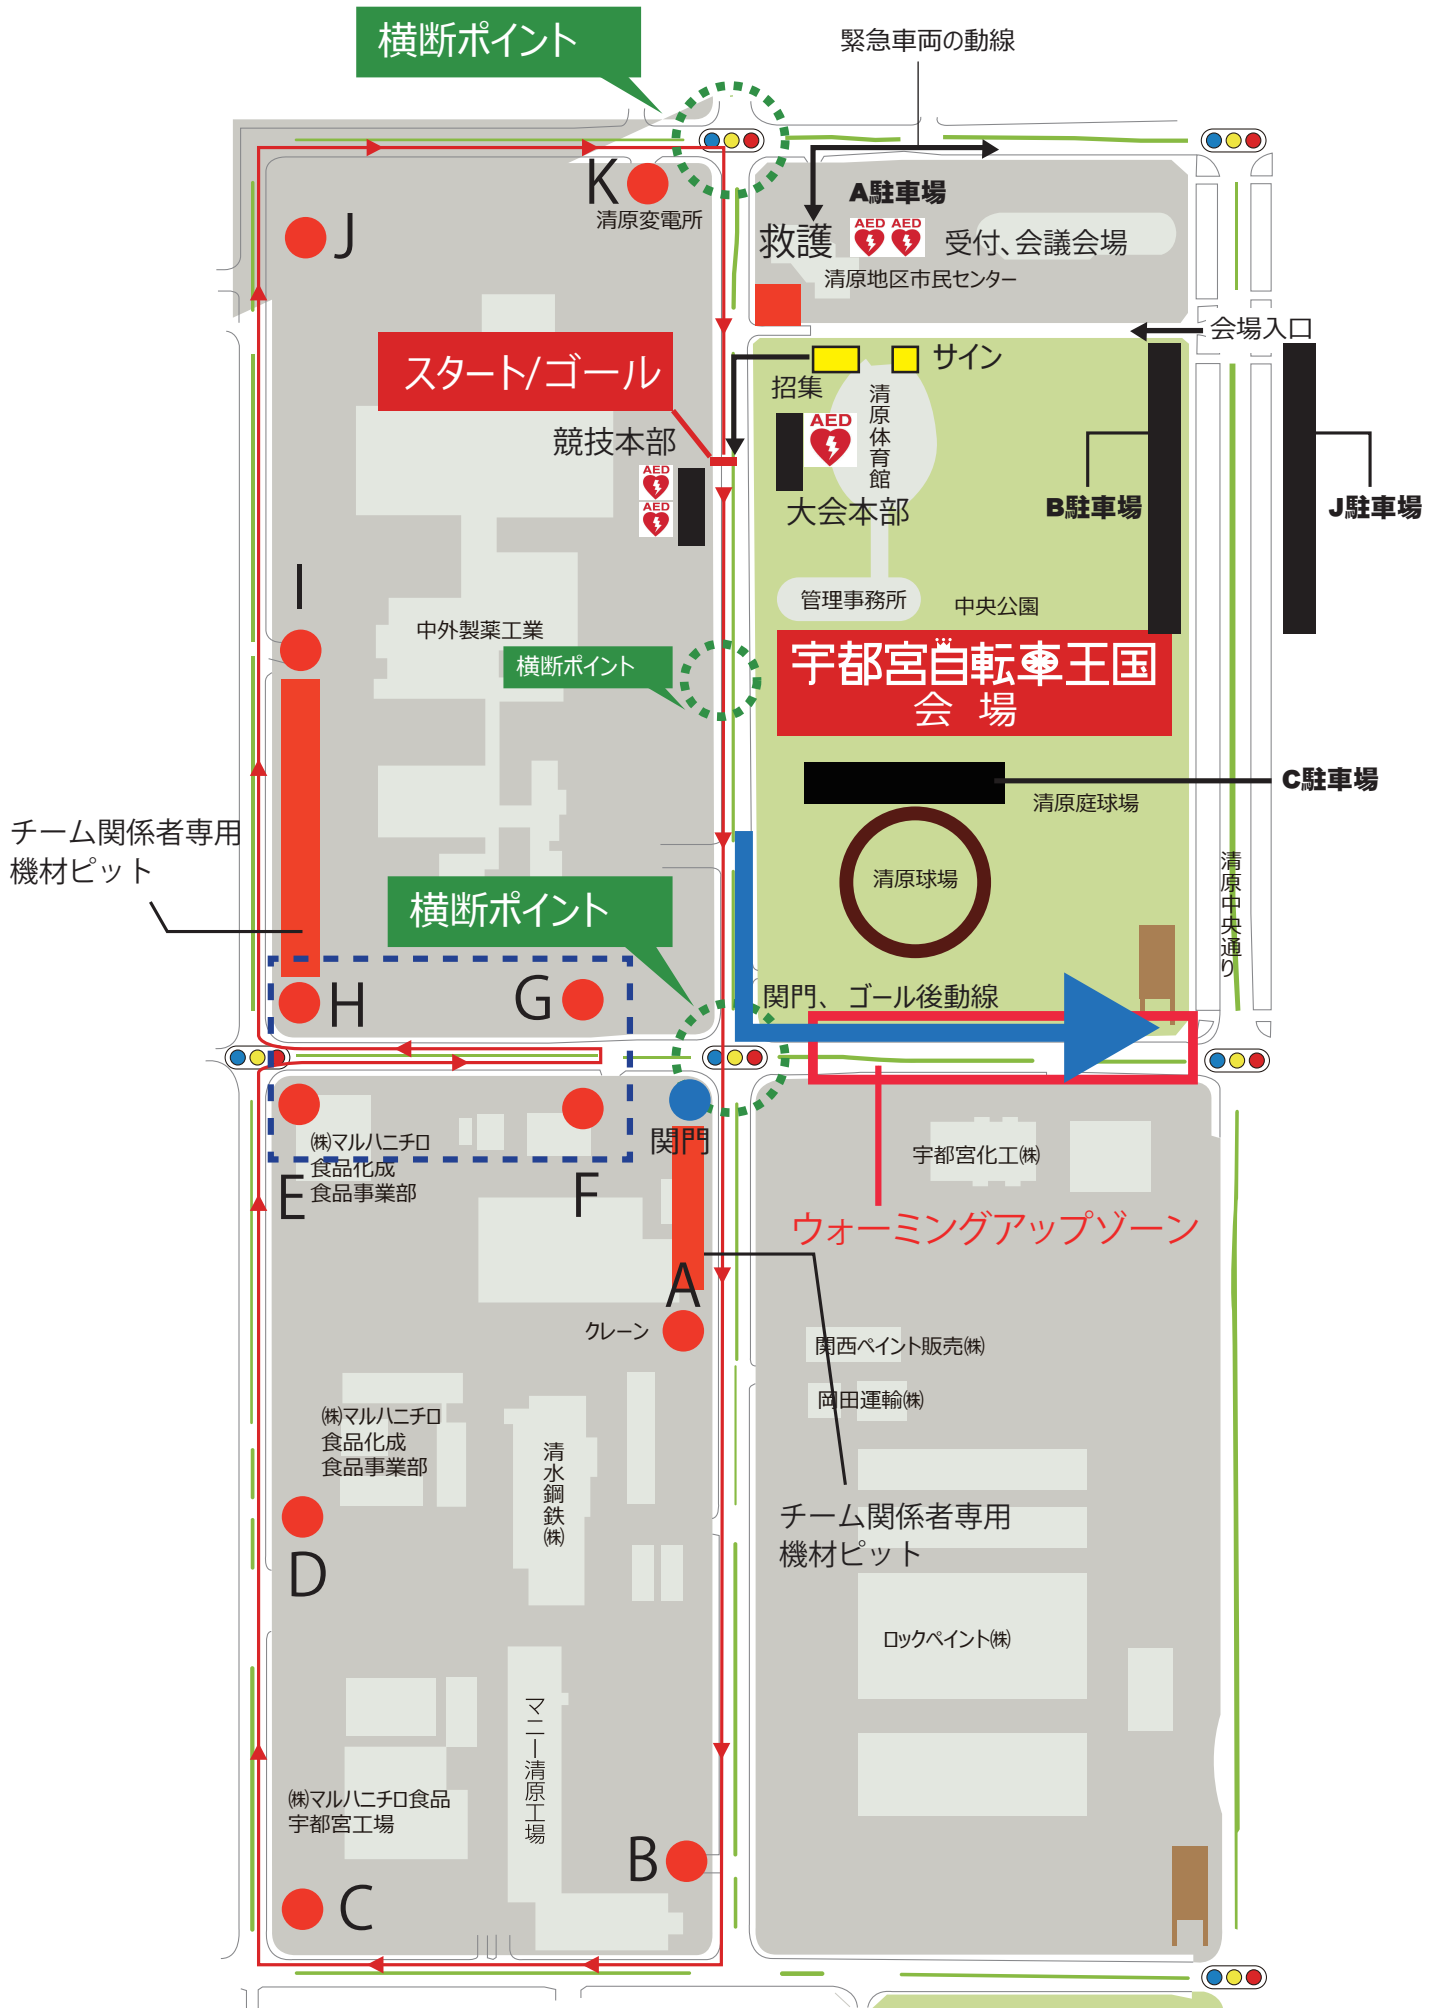 横断ポイント
緊急車両の動線
K
清原変電所
J
A駐車場
救護
AED
AED
受付、会議会場
清原地区市民センター
会場入口
スタート/ゴール
招集
サイン
清原体育館
競技本部
AED
AED
AED
大会本部
B駐車場
J駐車場
I
管理事務所
中央公園
中外製薬工業
横断ポイント
宇都宮自転車王国
会 場
C駐車場
清原庭球場
チーム関係者専用
機材ピット
清原球場
清原中央通り
横断ポイント
H
G
関門、ゴール後動線
㈱マルハニチロ
食品化成
食品事業部
E
F
関門
宇都宮化工㈱
ウォーミングアップゾーン
A
クレーン
関西ペイント販売㈱
岡田運輸㈱
㈱マルハニチロ
食品化成
食品事業部
清水鋼鉄㈱
チーム関係者専用
機材ピット
D
ロックペイント㈱
マニー清原工場
㈱マルハニチロ食品
宇都宮工場
B
C